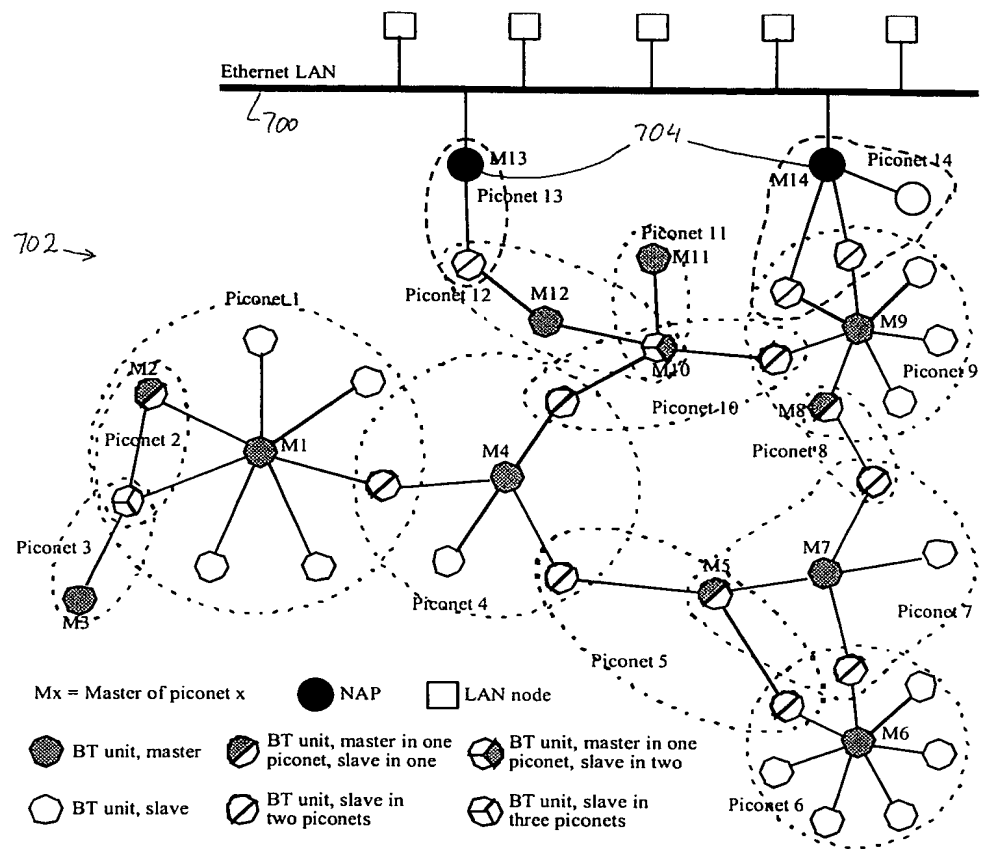 Ethernet LAN
700
704
M13
Piconet 14
M14
Piconet 13
702
Piconet 11
M11
Piconet 12
Piconet 1
M12
M9
M2
M10
Piconet 9
Piconet 10
M8
Piconet 2
M1
M4
Piconet 8
Piconet 3
M7
M5
M3
Piconet 4
Piconet 7
Piconet 5
Mx = Master of piconet x
NAP
LAN node
M6
BT unit, master
BT unit, master in one
piconet, slave in one
BT unit, master in one
piconet, slave in two
BT unit, slave
BT unit, slave in
two piconets
BT unit, slave in
three piconets
Piconet 6